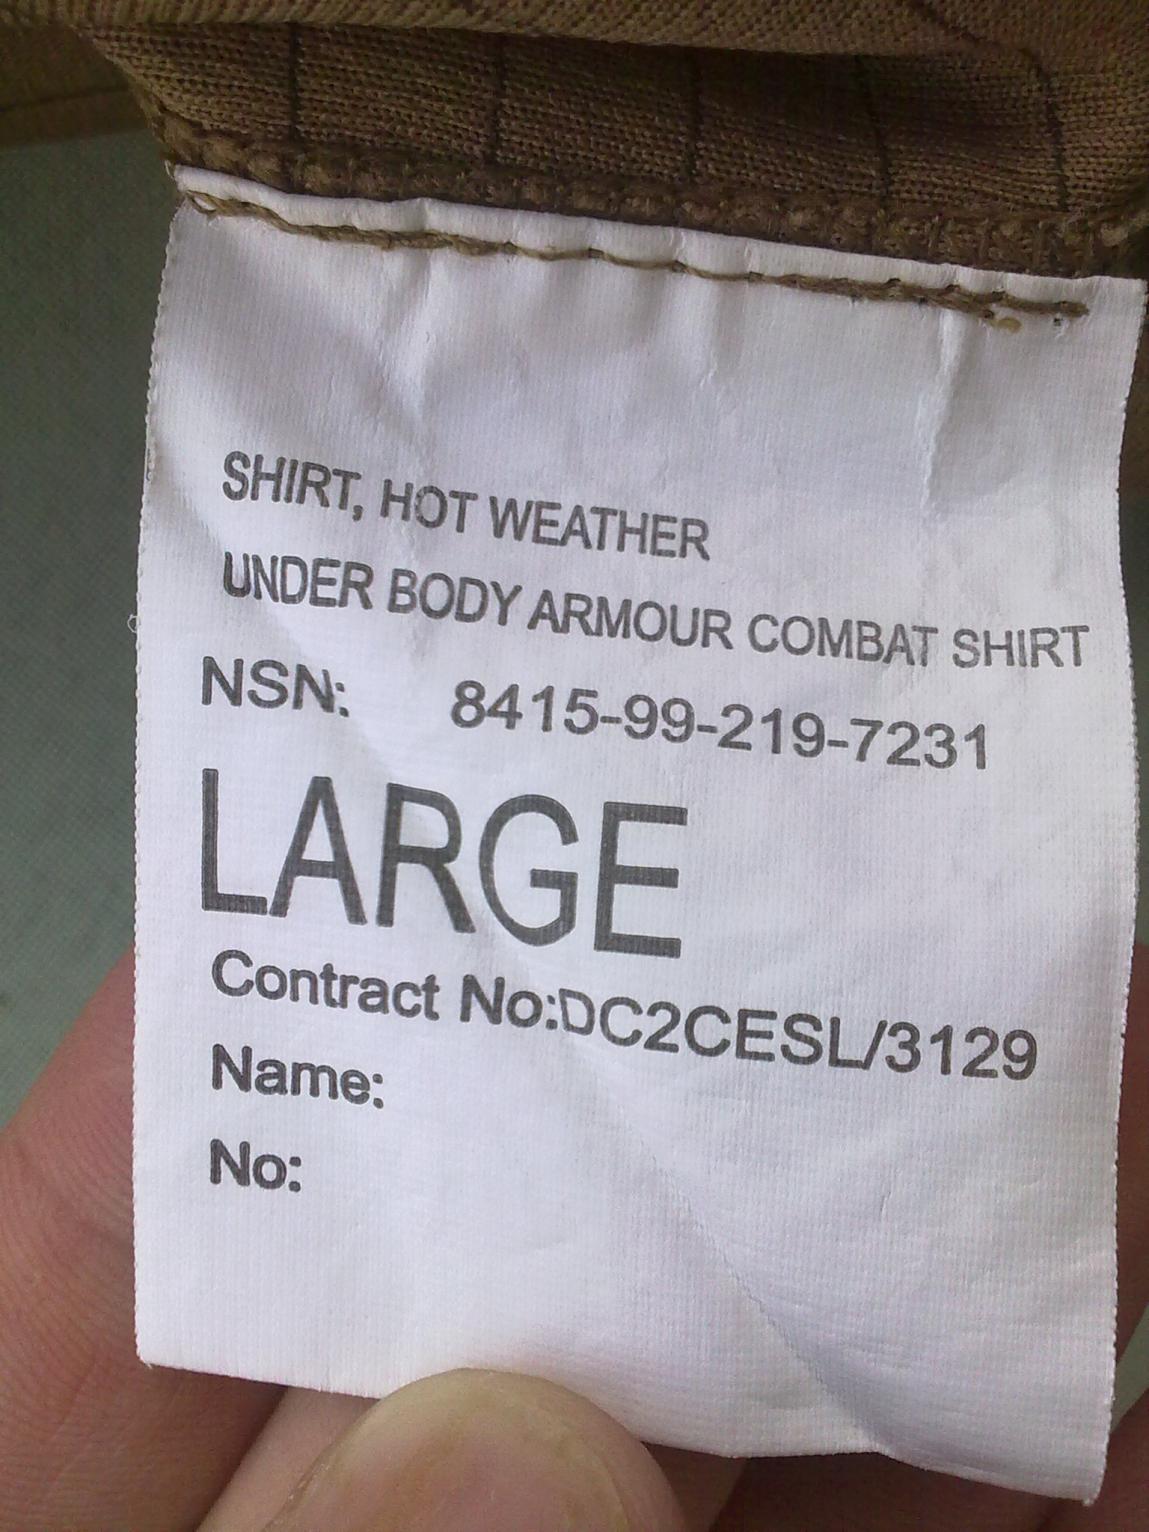 SHIRT, HOT WEATHER
UNDER BODY ARMOUR COMBAT SHIRT
NSN: 8415-99-219-7231
LARGE
Contract No:DC2CESL/3129
Name:
No: